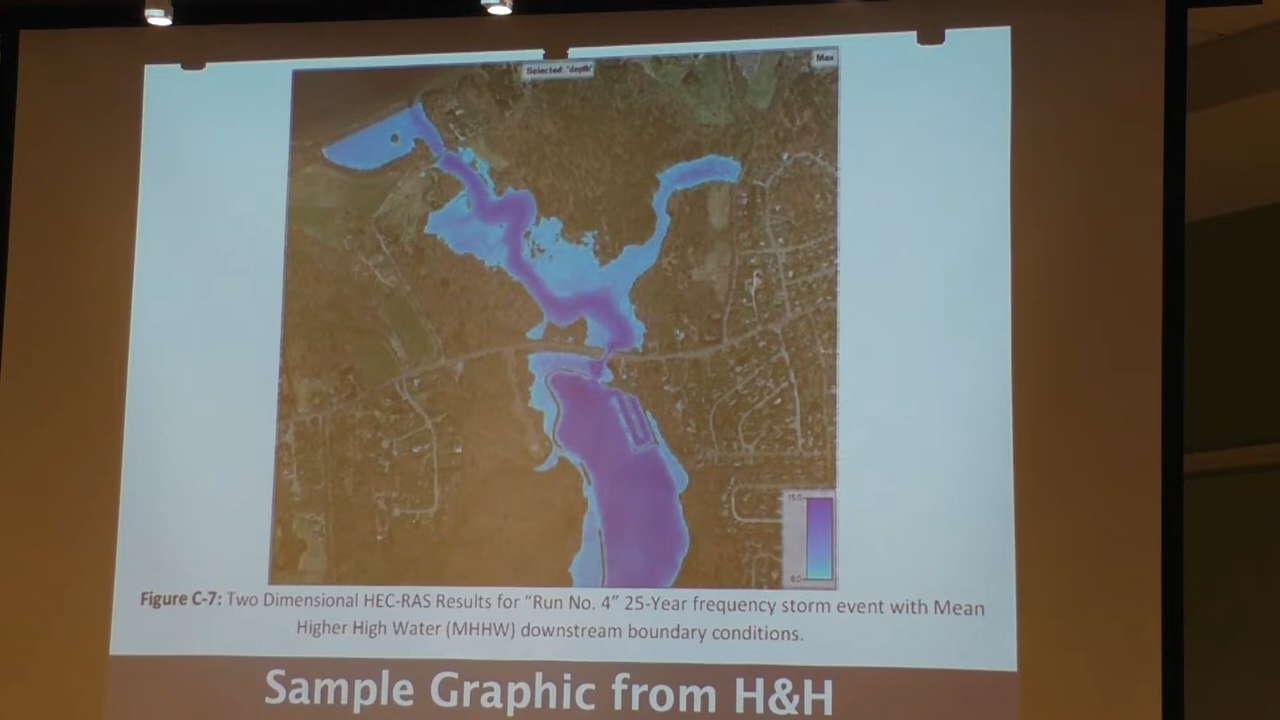 Selected: 'depth'
Max
15.0
6.0
Figure C-7: Two Dimensional HEC-RAS Results for “Run No. 4” 25-Year frequency storm event with Mean
Higher High Water (MHHW) downstream boundary conditions.
Sample Graphic from H&H